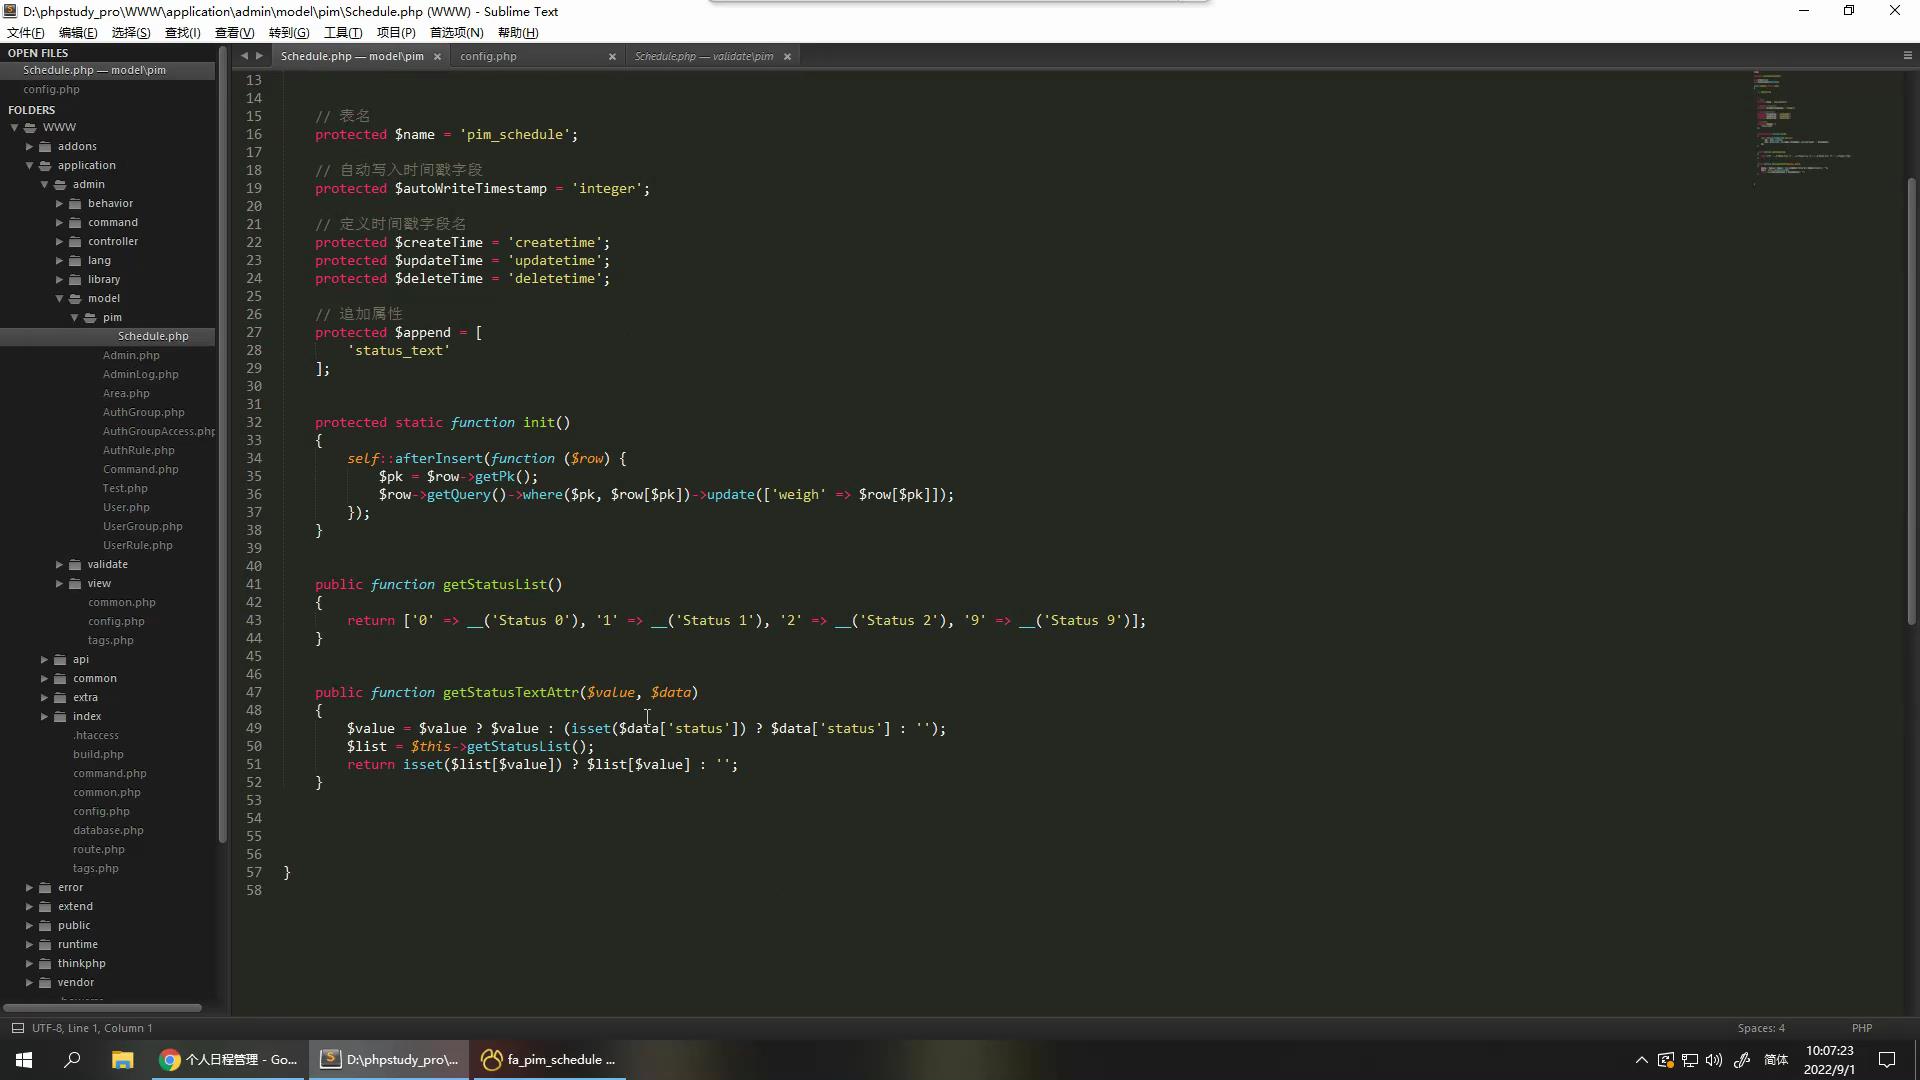 D:\phpstudy_pro\WWW\application\admin\model\pim\Schedule.php (WWW) - Sublime Text
文件(F) 编辑(E) 选择(S) 查找(I) 查看(V) 转到(G) 工具(T) 项目(P) 首选项(N) 帮助(H)
OPEN FILES
Schedule.php — model\pim
config.php
FOLDERS
WWW
addons
application
admin
behavior
command
controller
lang
library
model
pim
Schedule.php
Admin.php
AdminLog.php
Area.php
AuthGroup.php
AuthGroupAccess.php
AuthRule.php
Command.php
Test.php
User.php
UserGroup.php
UserRule.php
validate
view
common.php
config.php
tags.php
api
common
extra
index
.htaccess
build.php
command.php
common.php
config.php
database.php
route.php
tags.php
error
extend
public
runtime
thinkphp
vendor
Schedule.php — model\pim config.php Schedule.php — validate\pim
13
14
15 // 表名
16 protected $name = 'pim_schedule';
17
18 // 自动写入时间戳字段
19 protected $autoWriteTimestamp = 'integer';
20
21 // 定义时间戳字段名
22 protected $createTime = 'createtime';
23 protected $updateTime = 'updatetime';
24 protected $deleteTime = 'deletetime';
25
26 // 追加属性
27 protected $append = [
28 'status_text'
29 ];
30
31
32 protected static function init()
33 {
34 self::afterInsert(function ($row) {
35 $pk = $row->getPk();
36 $row->getQuery()->where($pk, $row[$pk])->update(['weigh' => $row[$pk]]);
37 });
38 }
39
40
41 public function getStatusList()
42 {
43 return ['0' => __('Status 0'), '1' => __('Status 1'), '2' => __('Status 2'), '9' => __('Status 9')];
44 }
45
46
47 public function getStatusTextAttr($value, $data)
48 {
49 $value = $value ? $value : (isset($data['status']) ? $data['status'] : '');
50 $list = $this->getStatusList();
51 return isset($list[$value]) ? $list[$value] : '';
52 }
53
54
55
56
57 }
58
UTF-8, Line 1, Column 1 Spaces: 4 PHP
个人日程管理 - Go... D:\phpstudy_pro\... fa_pim_schedule ... 简体 10:07:23
2022/9/1